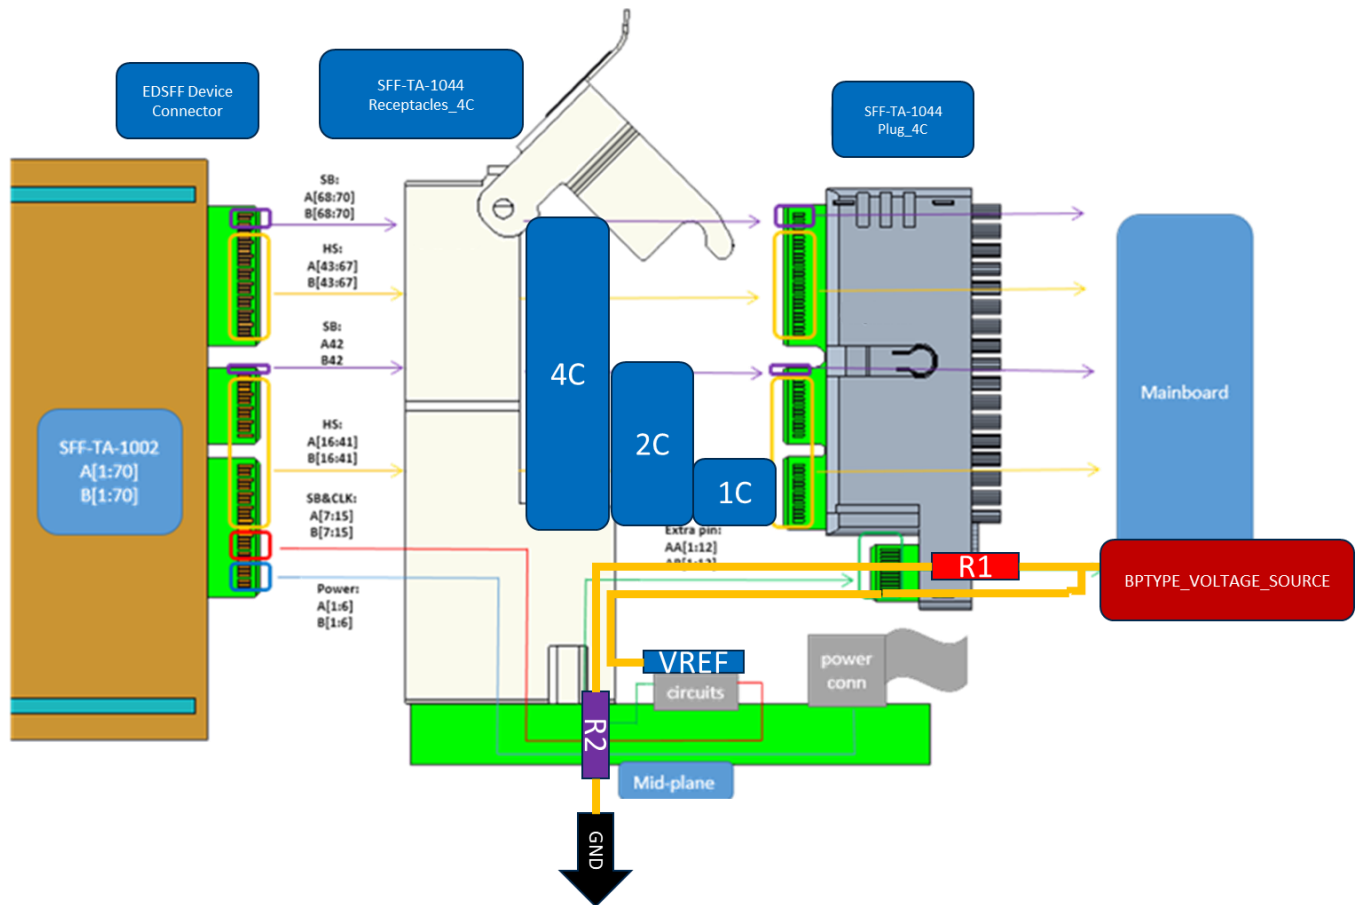 EDSFF Device
Connector
SFF-TA-1044
Receptacles_4C
SFF-TA-1044
Plug_4C
SB:
A[68:70]
B[68:70]
HS:
A[43:67]
B[43:67]
SB:
A42
B42
HS:
A[16:41]
B[16:41]
SB&CLK:
A[7:15]
B[7:15]
Power:
A[1:6]
B[1:6]
SFF-TA-1002
A[1:70]
B[1:70]
4C
2C
1C
Extra pin:
AA[1:12]
Mainboard
R1
BPTYPE_VOLTAGE_SOURCE
VREF
circuits
power
conn
R2
Mid-plane
GND